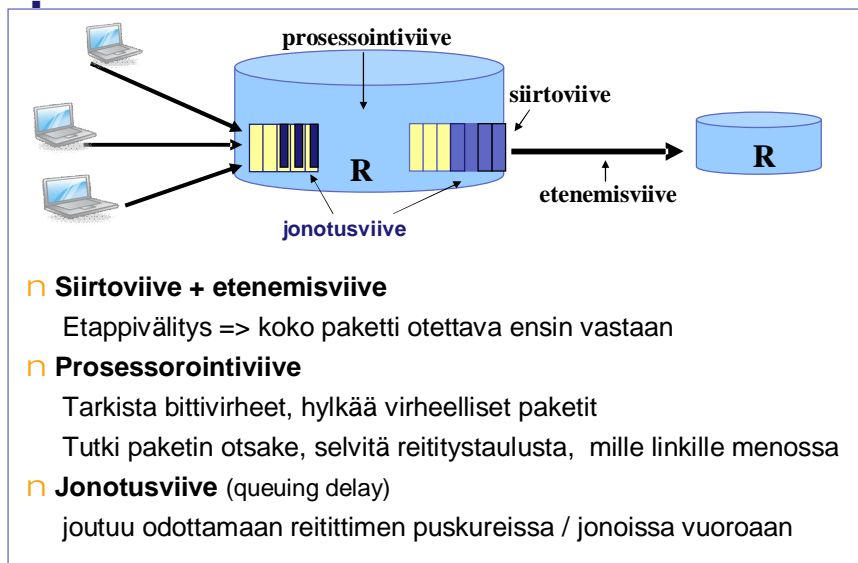 prosessointiviive
siirtoviive
R
R
etenemisviive
jonotusviive
n Siirtoviive + etenemisviive
Etappivälitys => koko paketti otettava ensin vastaan
n Prosessorointiviive
Tarkista bittivirheet, hylkää virheelliset paketit
Tutki paketin otsake, selvitä reititystaulusta, mille linkille menossa
n Jonotusviive (queuing delay)
joutuu odottamaan reitittimen puskureissa / jonoissa vuoroaan